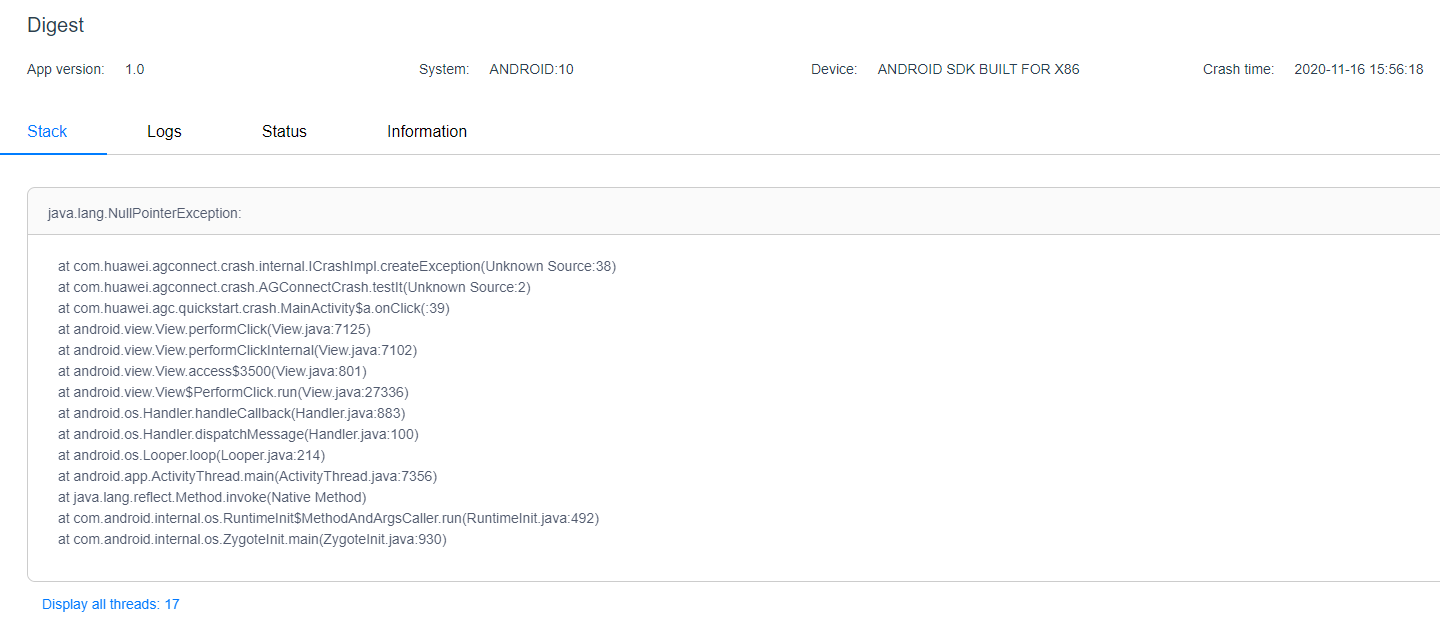 Digest
App version: 1.0 System: ANDROID:10 Device: ANDROID SDK BUILT FOR X86 Crash time: 2020-11-16 15:56:18
Stack Logs Status Information
java.lang.NullPointerException:
at com.huawei.agconnect.crash.internal.ICrashImpl.createException(Unknown Source:38)
at com.huawei.agconnect.crash.AGConnectCrash.testIt(Unknown Source:2)
at com.huawei.agc.quickstart.crash.MainActivity$a.onClick(:39)
at android.view.View.performClick(View.java:7125)
at android.view.View.performClickInternal(View.java:7102)
at android.view.View.access$3500(View.java:801)
at android.view.View$PerformClick.run(View.java:27336)
at android.os.Handler.handleCallback(Handler.java:883)
at android.os.Handler.dispatchMessage(Handler.java:100)
at android.os.Looper.loop(Looper.java:214)
at android.app.ActivityThread.main(ActivityThread.java:7356)
at java.lang.reflect.Method.invoke(Native Method)
at com.android.internal.os.RuntimeInit$MethodAndArgsCaller.run(RuntimeInit.java:492)
at com.android.internal.os.ZygoteInit.main(ZygoteInit.java:930)
Display all threads: 17